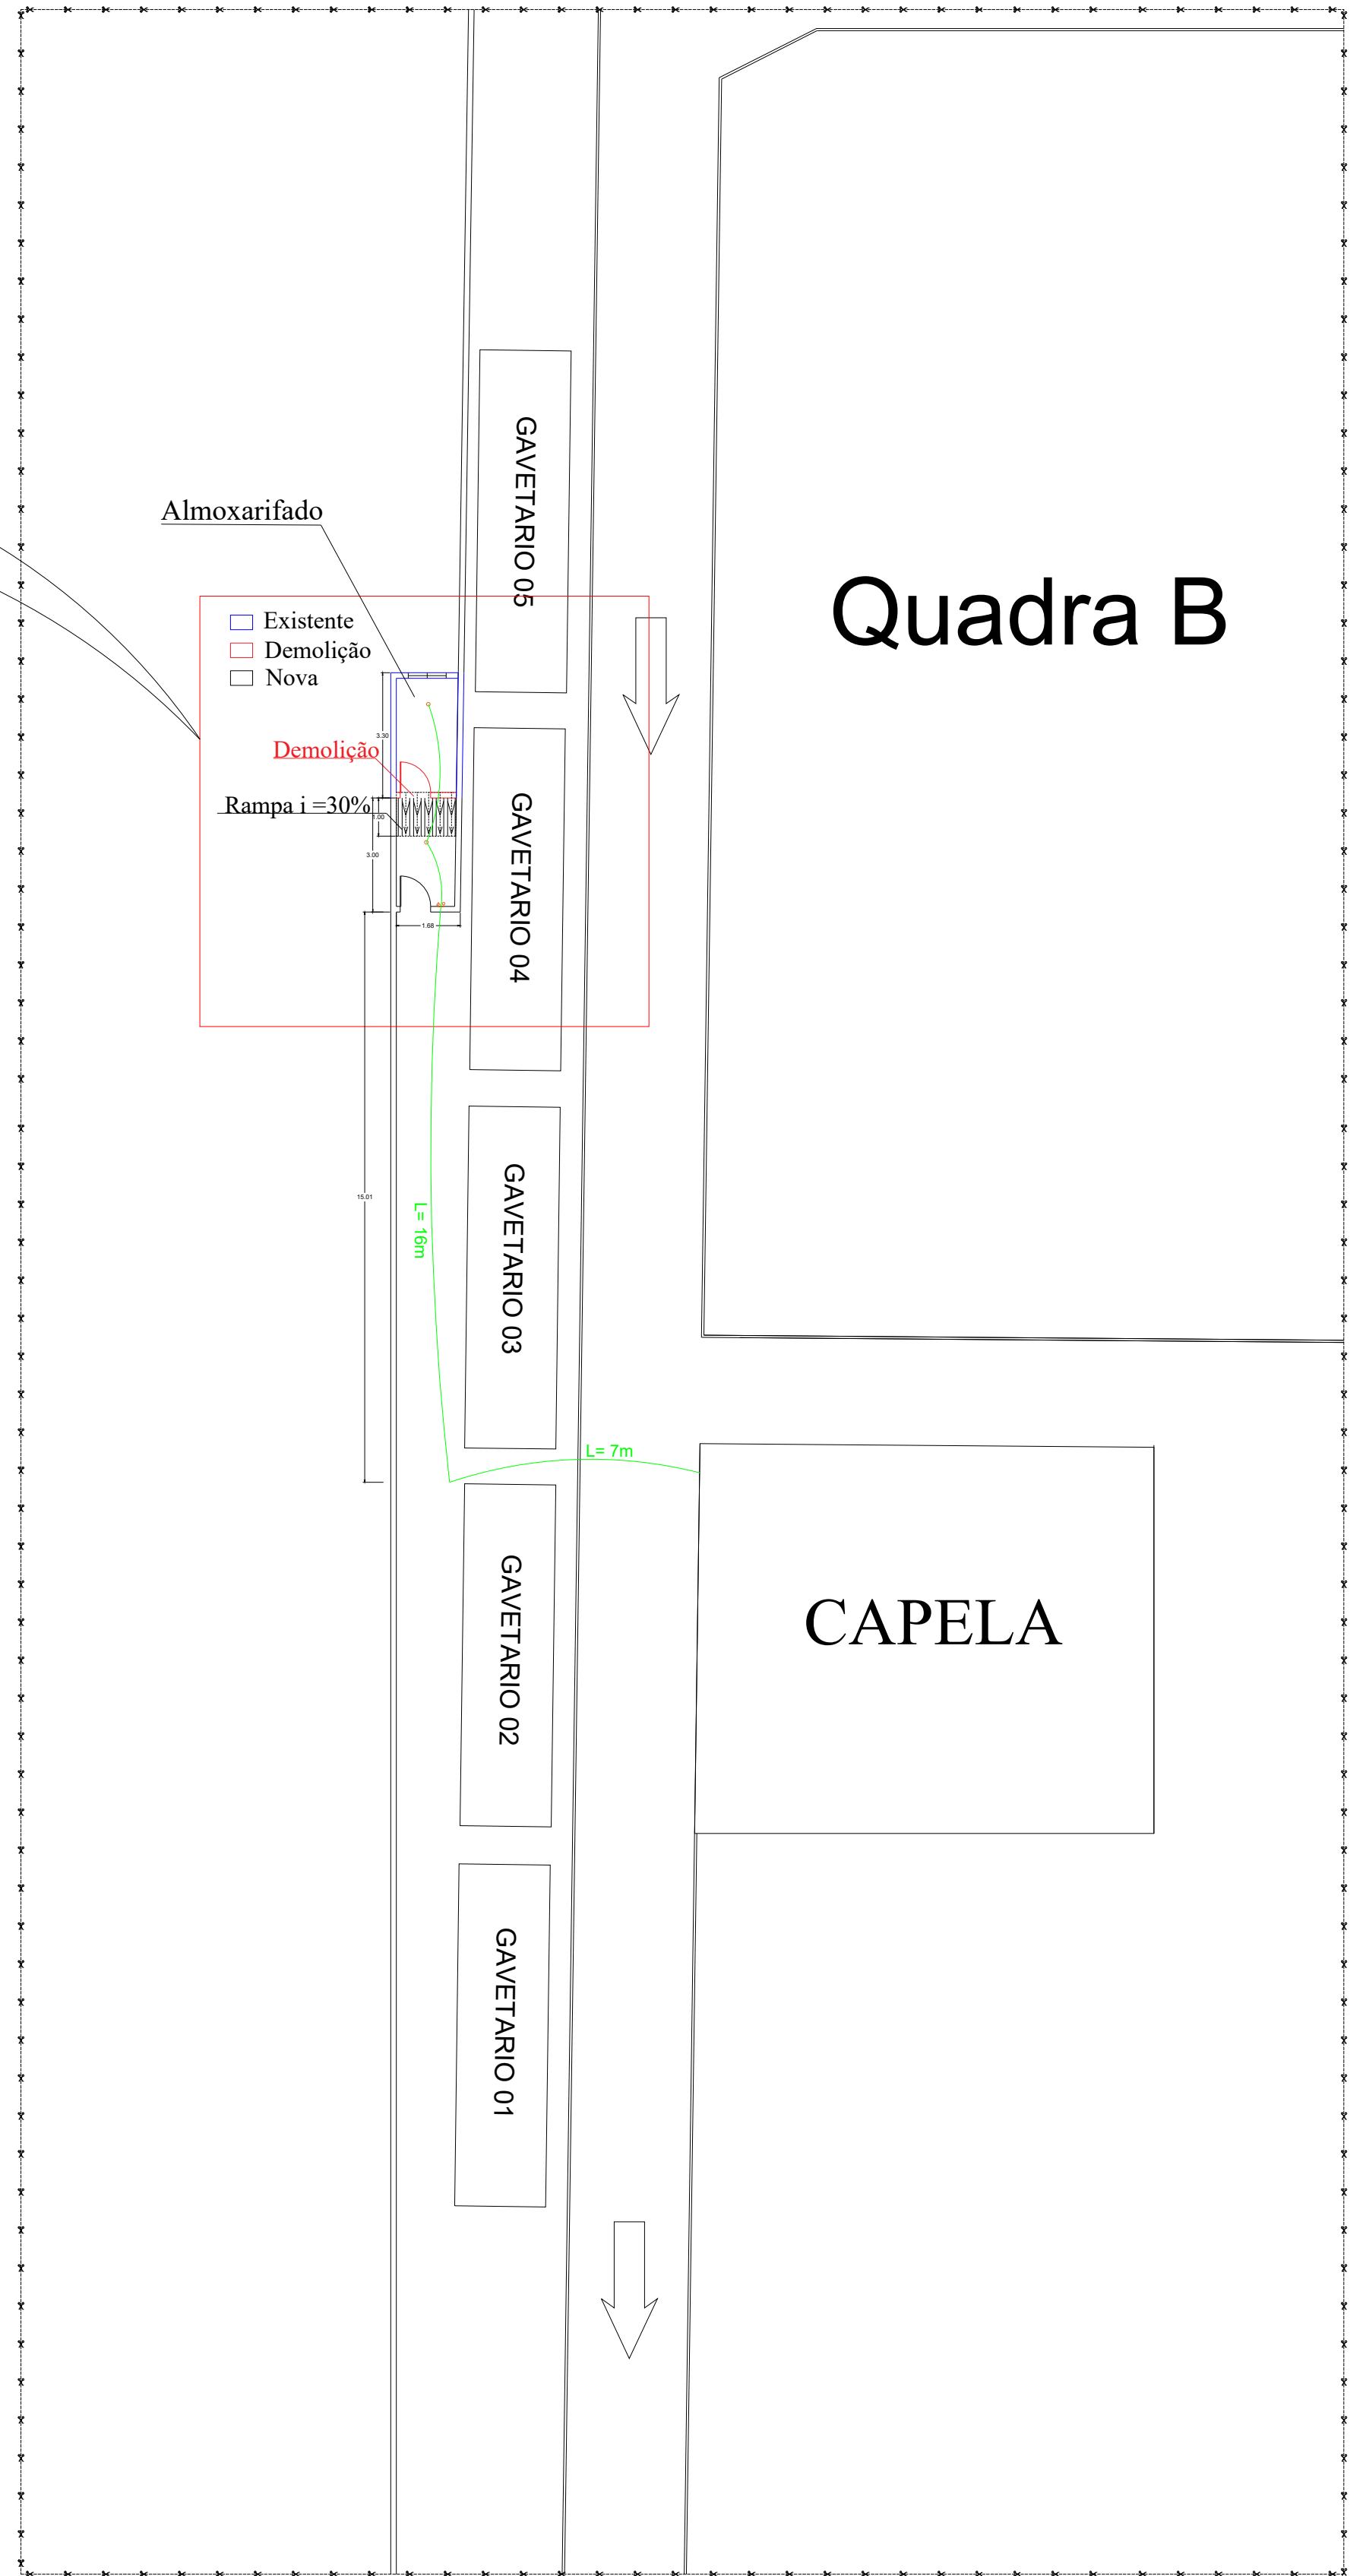 GAVETARIO 05
Almoxarifado
Quadra B
Existente
Demolição
Nova
3.30
Demolição
Rampa i =30%
1.00
3.00
GAVETARIO 04
1.68
15.01
L= 16m
GAVETARIO 03
L= 7m
GAVETARIO 02
CAPELA
GAVETARIO 01